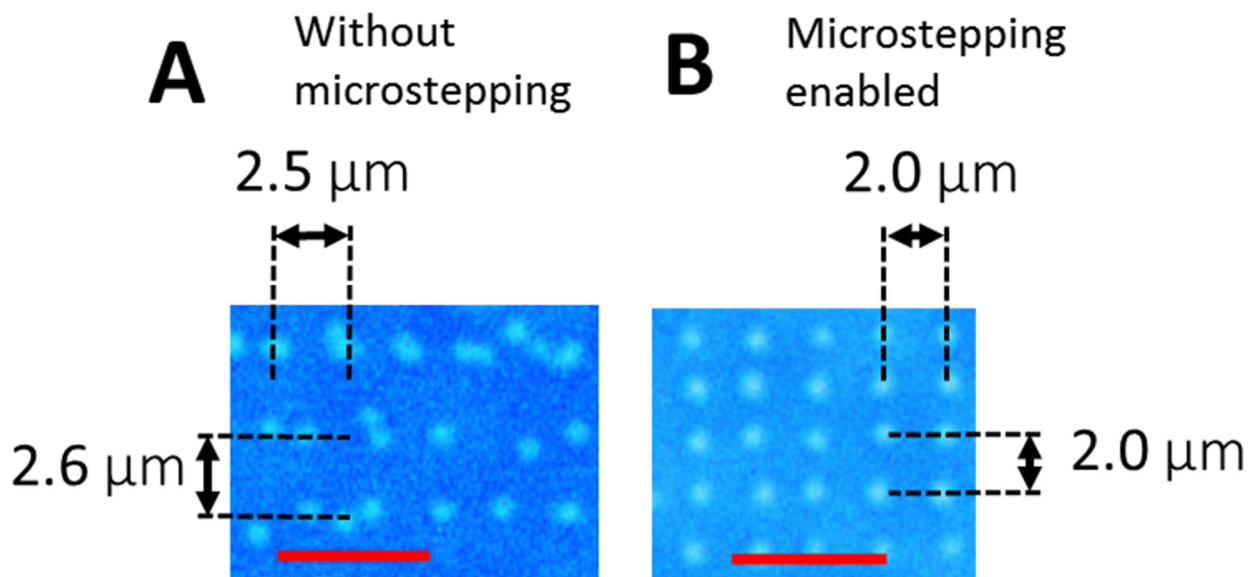 A
Without
microstepping
B
Microstepping
enabled
2.5 μm
2.0 μm
2.6 μm
2.0 μm